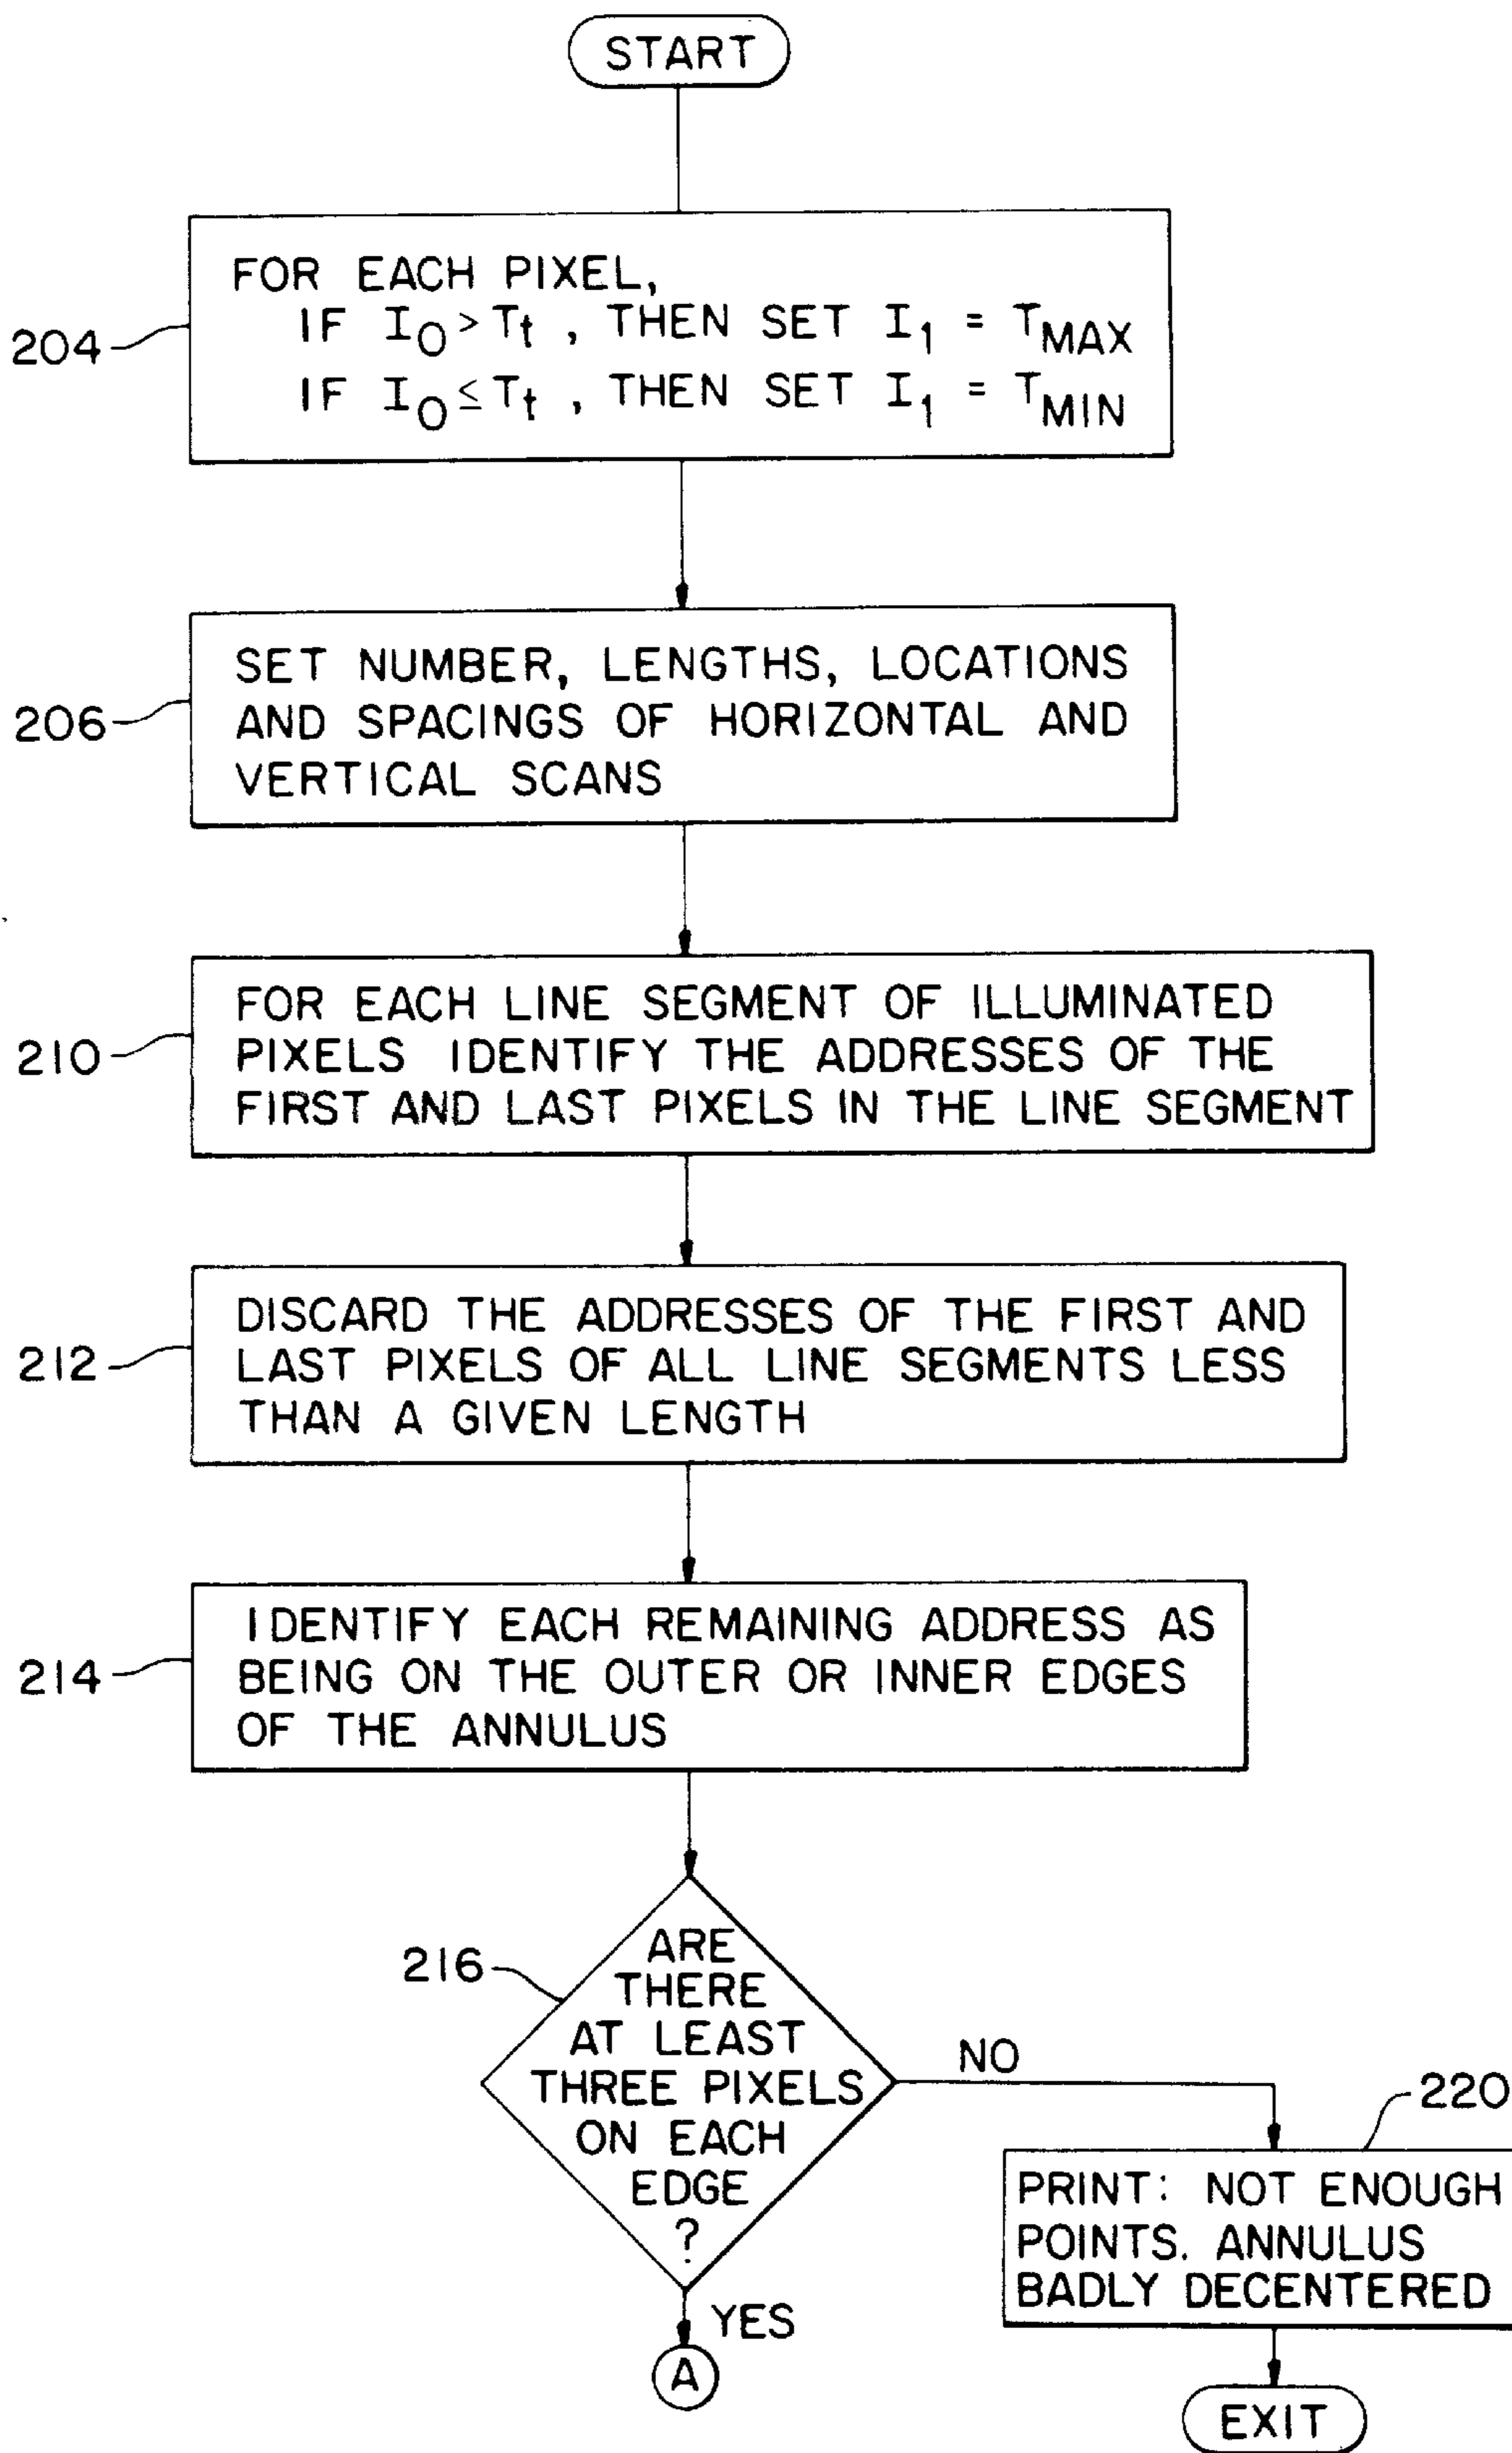 START
204
FOR EACH PIXEL,
IF I0 > Tt , THEN SET I1 = TMAX
IF I0 ≤ Tt , THEN SET I1 = TMIN
206
SET NUMBER, LENGTHS, LOCATIONS
AND SPACINGS OF HORIZONTAL AND
VERTICAL SCANS
210
FOR EACH LINE SEGMENT OF ILLUMINATED
PIXELS IDENTIFY THE ADDRESSES OF THE
FIRST AND LAST PIXELS IN THE LINE SEGMENT
212
DISCARD THE ADDRESSES OF THE FIRST AND
LAST PIXELS OF ALL LINE SEGMENTS LESS
THAN A GIVEN LENGTH
214
IDENTIFY EACH REMAINING ADDRESS AS
BEING ON THE OUTER OR INNER EDGES
OF THE ANNULUS
216
ARE
THERE
AT LEAST
THREE PIXELS
ON EACH
EDGE
?
NO
YES
A
220
PRINT: NOT ENOUGH
POINTS. ANNULUS
BADLY DECENTERED
EXIT